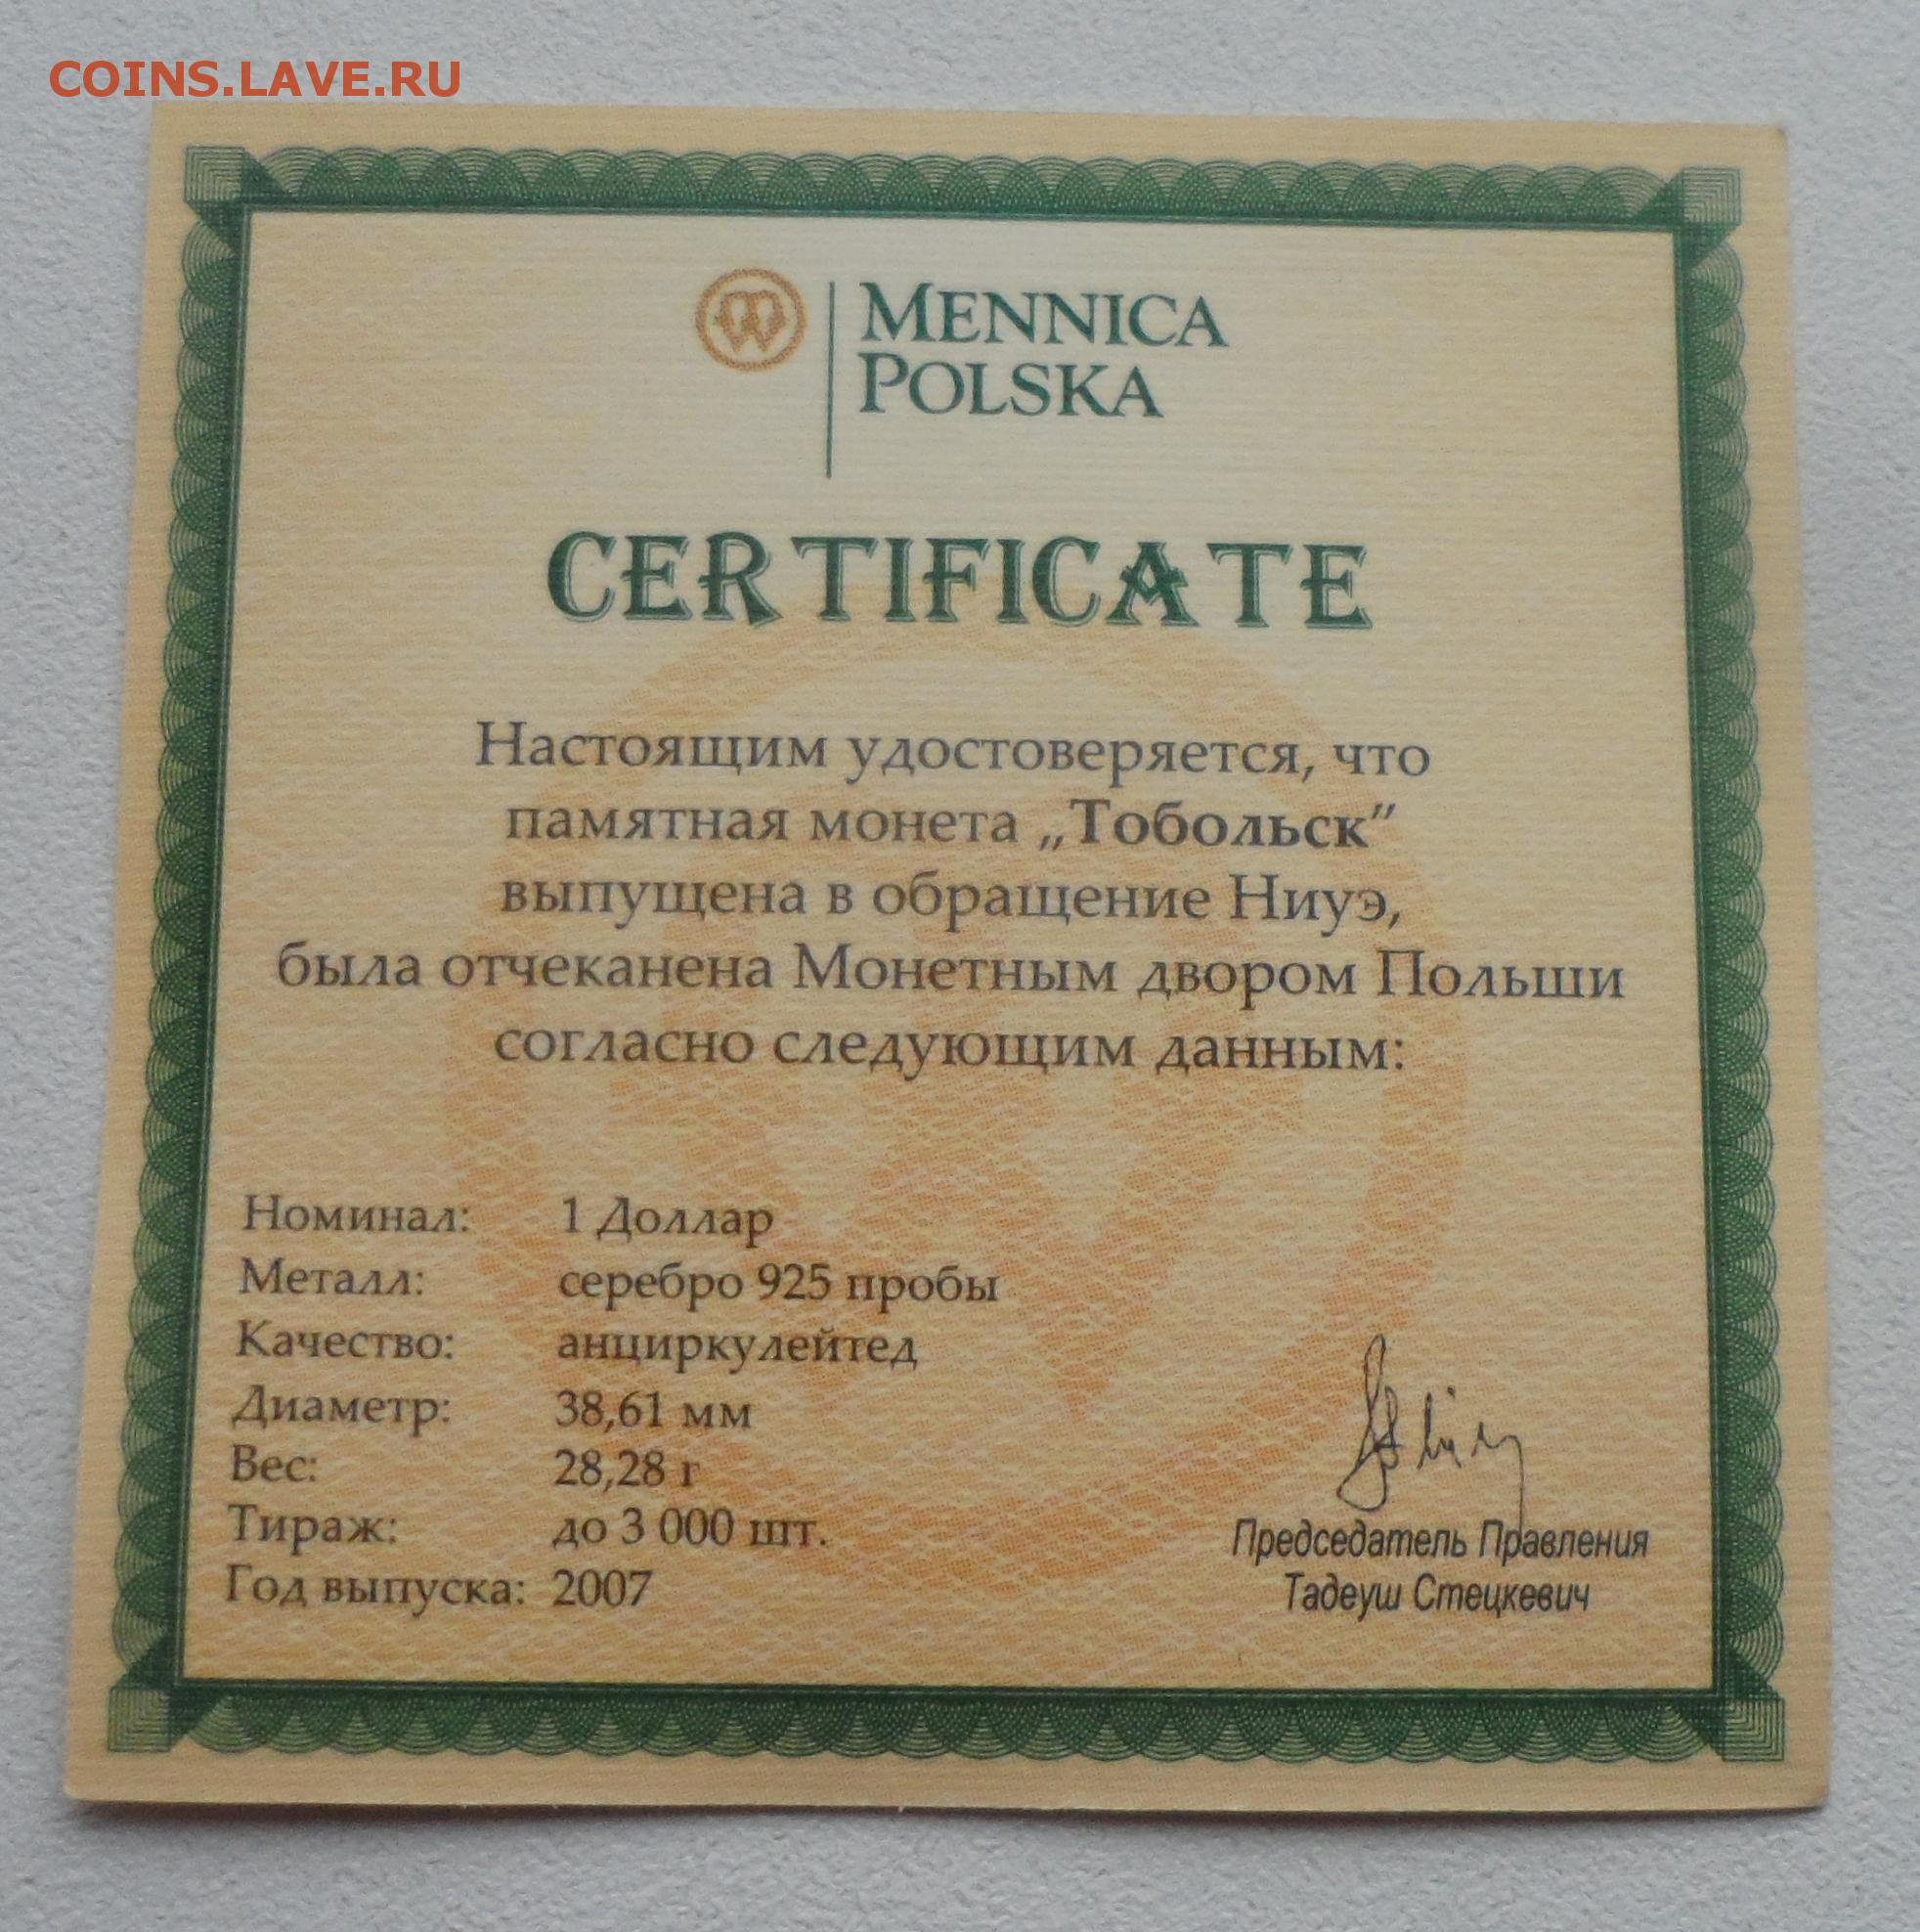 COINS.LAVE.RU
MENNICA
POLSKA
CERTIFICATE
Настоящим удостоверяется, что
памятная монета „Тобольск”
выпущена в обращение Ниуэ,
была отчеканена Монетным двором Польши
согласно следующим данным:
Номинал: 1 Доллар
Металл: серебро 925 пробы
Качество: анциркулейтед
Диаметр: 38,61 мм
Вес: 28,28 г
Тираж: до 3 000 шт.
Год выпуска: 2007
Председатель Правления
Тадеуш Стецкевич